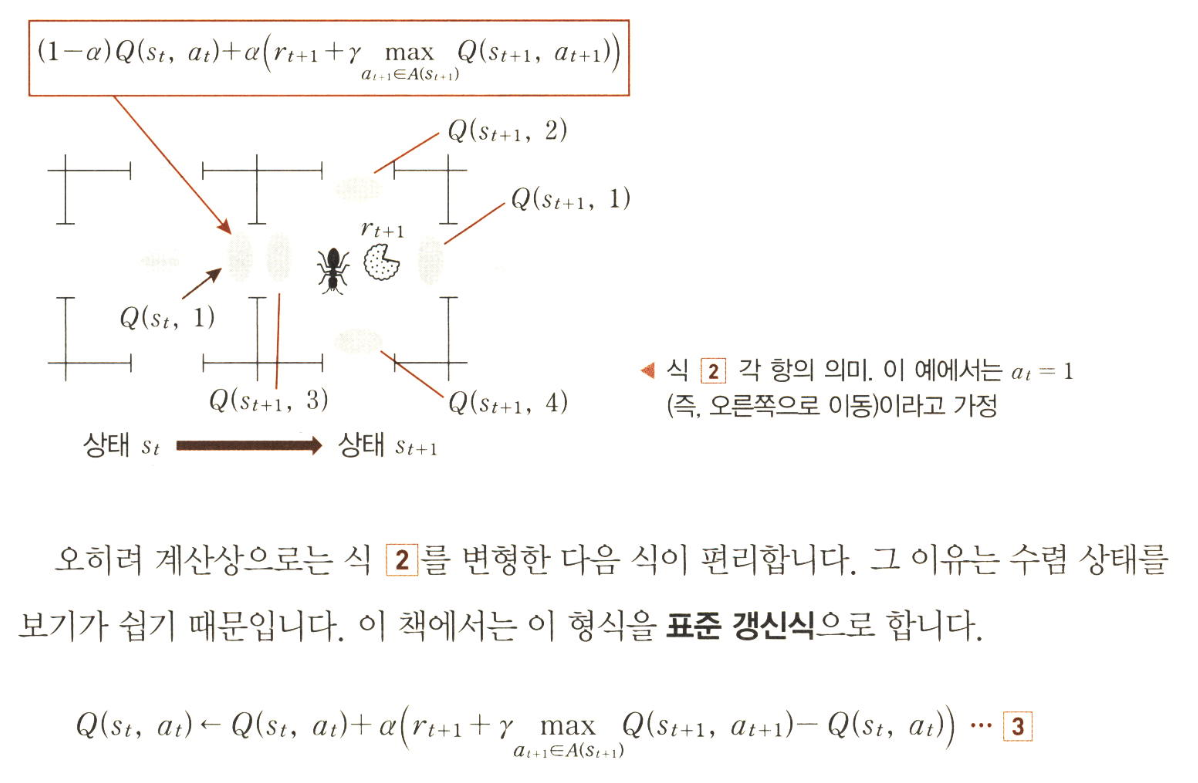 (1−α)Q(sₜ, aₜ)+α(rₜ₊₁+γ max Q(sₜ₊₁, aₜ₊₁))
aₜ₊₁∈A(sₜ₊₁)
Q(sₜ₊₁, 2)
Q(sₜ₊₁, 1)
rₜ₊₁
Q(sₜ, 1)
Q(sₜ₊₁, 3)
Q(sₜ₊₁, 4)
상태 sₜ
상태 sₜ₊₁
◀ 식 2 각 항의 의미. 이 예에서는 aₜ = 1
(즉, 오른쪽으로 이동)이라고 가정
오히려 계산상으로는 식 2를 변형한 다음 식이 편리합니다. 그 이유는 수렴 상태를
보기가 쉽기 때문입니다. 이 책에서는 이 형식을 표준 갱신식으로 합니다.
Q(sₜ, aₜ)←Q(sₜ, aₜ)+α(rₜ₊₁+γ max Q(sₜ₊₁, aₜ₊₁)−Q(sₜ, aₜ)) ⋯ 3
aₜ₊₁∈A(sₜ₊₁)